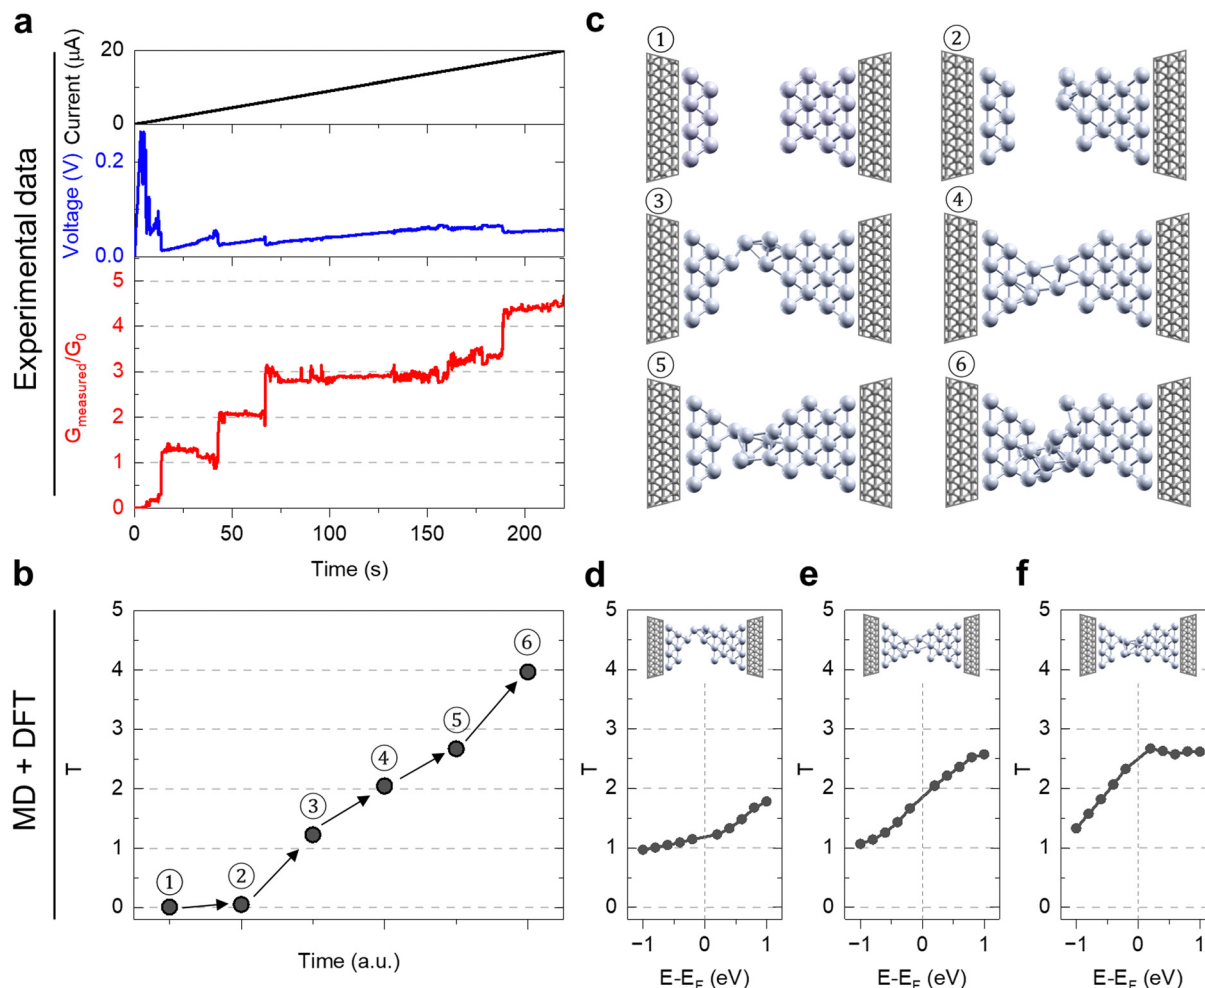 a
Experimental data
Current (μA)
20
0
Voltage (V)
0.2
0.0
G_measured/G_0
5
4
3
2
1
0
0 50 100 150 200
Time (s)
c
① ②
③ ④
⑤ ⑥
b
MD + DFT
T
5
4
3
2
1
0
① ② ③ ④ ⑤ ⑥
Time (a.u.)
d
T
5
4
3
2
1
0
−1 0 1
E-E_F (eV)
e
T
5
4
3
2
1
0
−1 0 1
E-E_F (eV)
f
T
5
4
3
2
1
0
−1 0 1
E-E_F (eV)